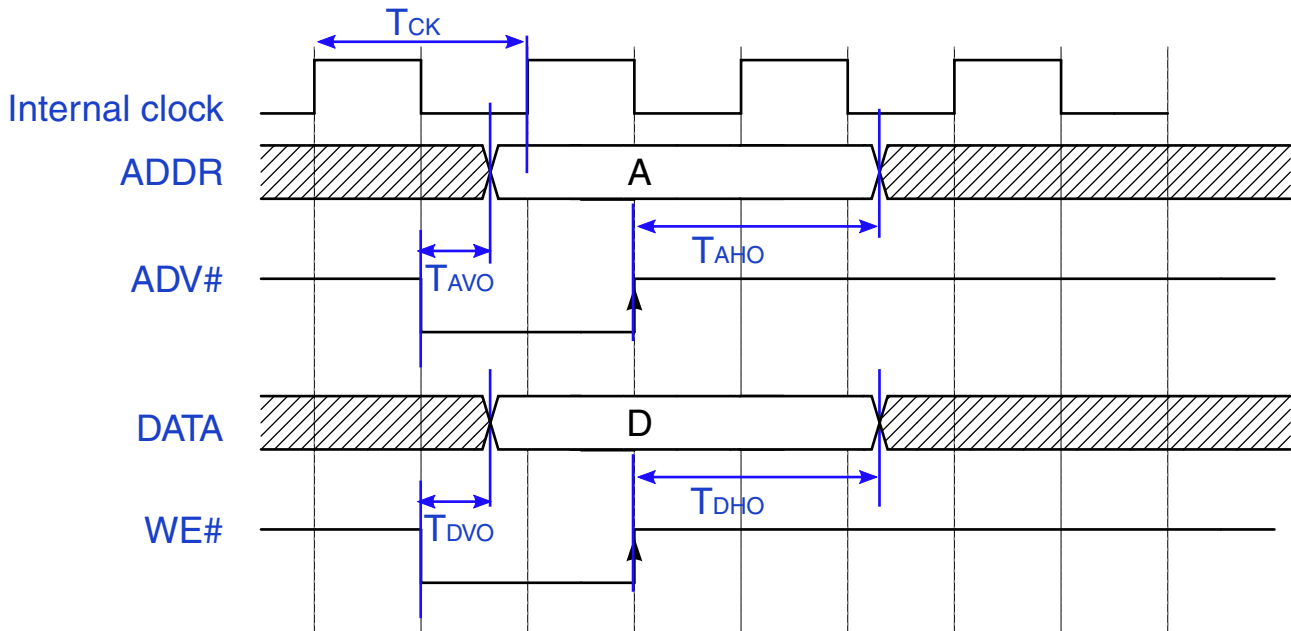 TCK
Internal clock
ADDR
A
TAHO
TAVO
ADV#
DATA
D
TDHO
TDVO
WE#